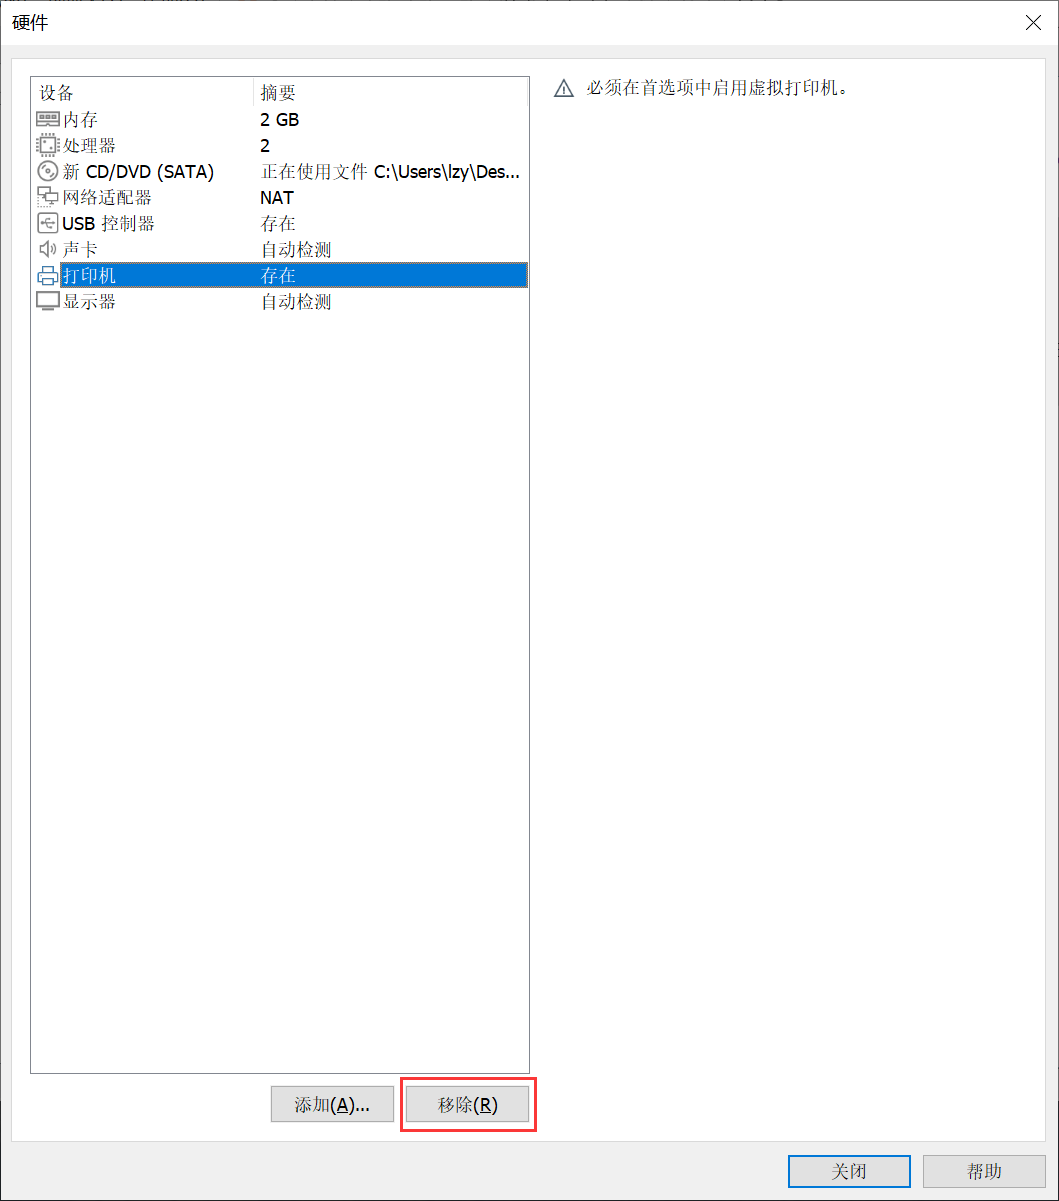 硬件
设备 摘要
内存 2 GB
处理器 2
新 CD/DVD (SATA) 正在使用文件 C:\Users\lzy\Des...
网络适配器 NAT
USB 控制器 存在
声卡 自动检测
打印机 存在
显示器 自动检测
必须在首选项中启用虚拟打印机。
添加(A)... 移除(R)
关闭 帮助